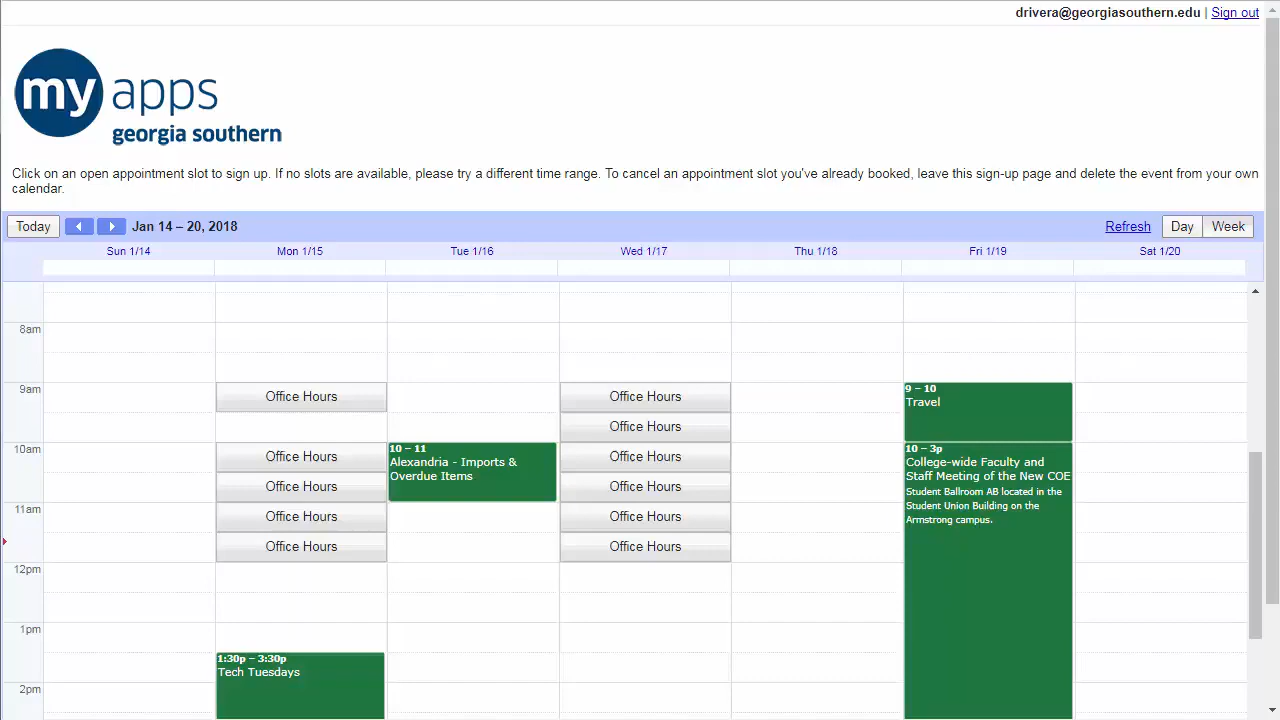 drivera@georgiasouthern.edu | Sign out
my apps
georgia southern
Click on an open appointment slot to sign up. If no slots are available, please try a different time range. To cancel an appointment slot you've already booked, leave this sign-up page and delete the event from your own
calendar.
Today Jan 14 – 20, 2018 Refresh Day Week
Sun 1/14 Mon 1/15 Tue 1/16 Wed 1/17 Thu 1/18 Fri 1/19 Sat 1/20
8am
9am Office Hours Office Hours 9 – 10
Travel
Office Hours
10am Office Hours 10 – 11 Office Hours 10 – 3p
Alexandria - Imports & College-wide Faculty and
Overdue Items Staff Meeting of the New COE
Office Hours Office Hours Student Ballroom AB located in the
Student Union Building on the
11am Office Hours Office Hours Armstrong campus.
Office Hours Office Hours
12pm
1pm
1:30p – 3:30p
Tech Tuesdays
2pm